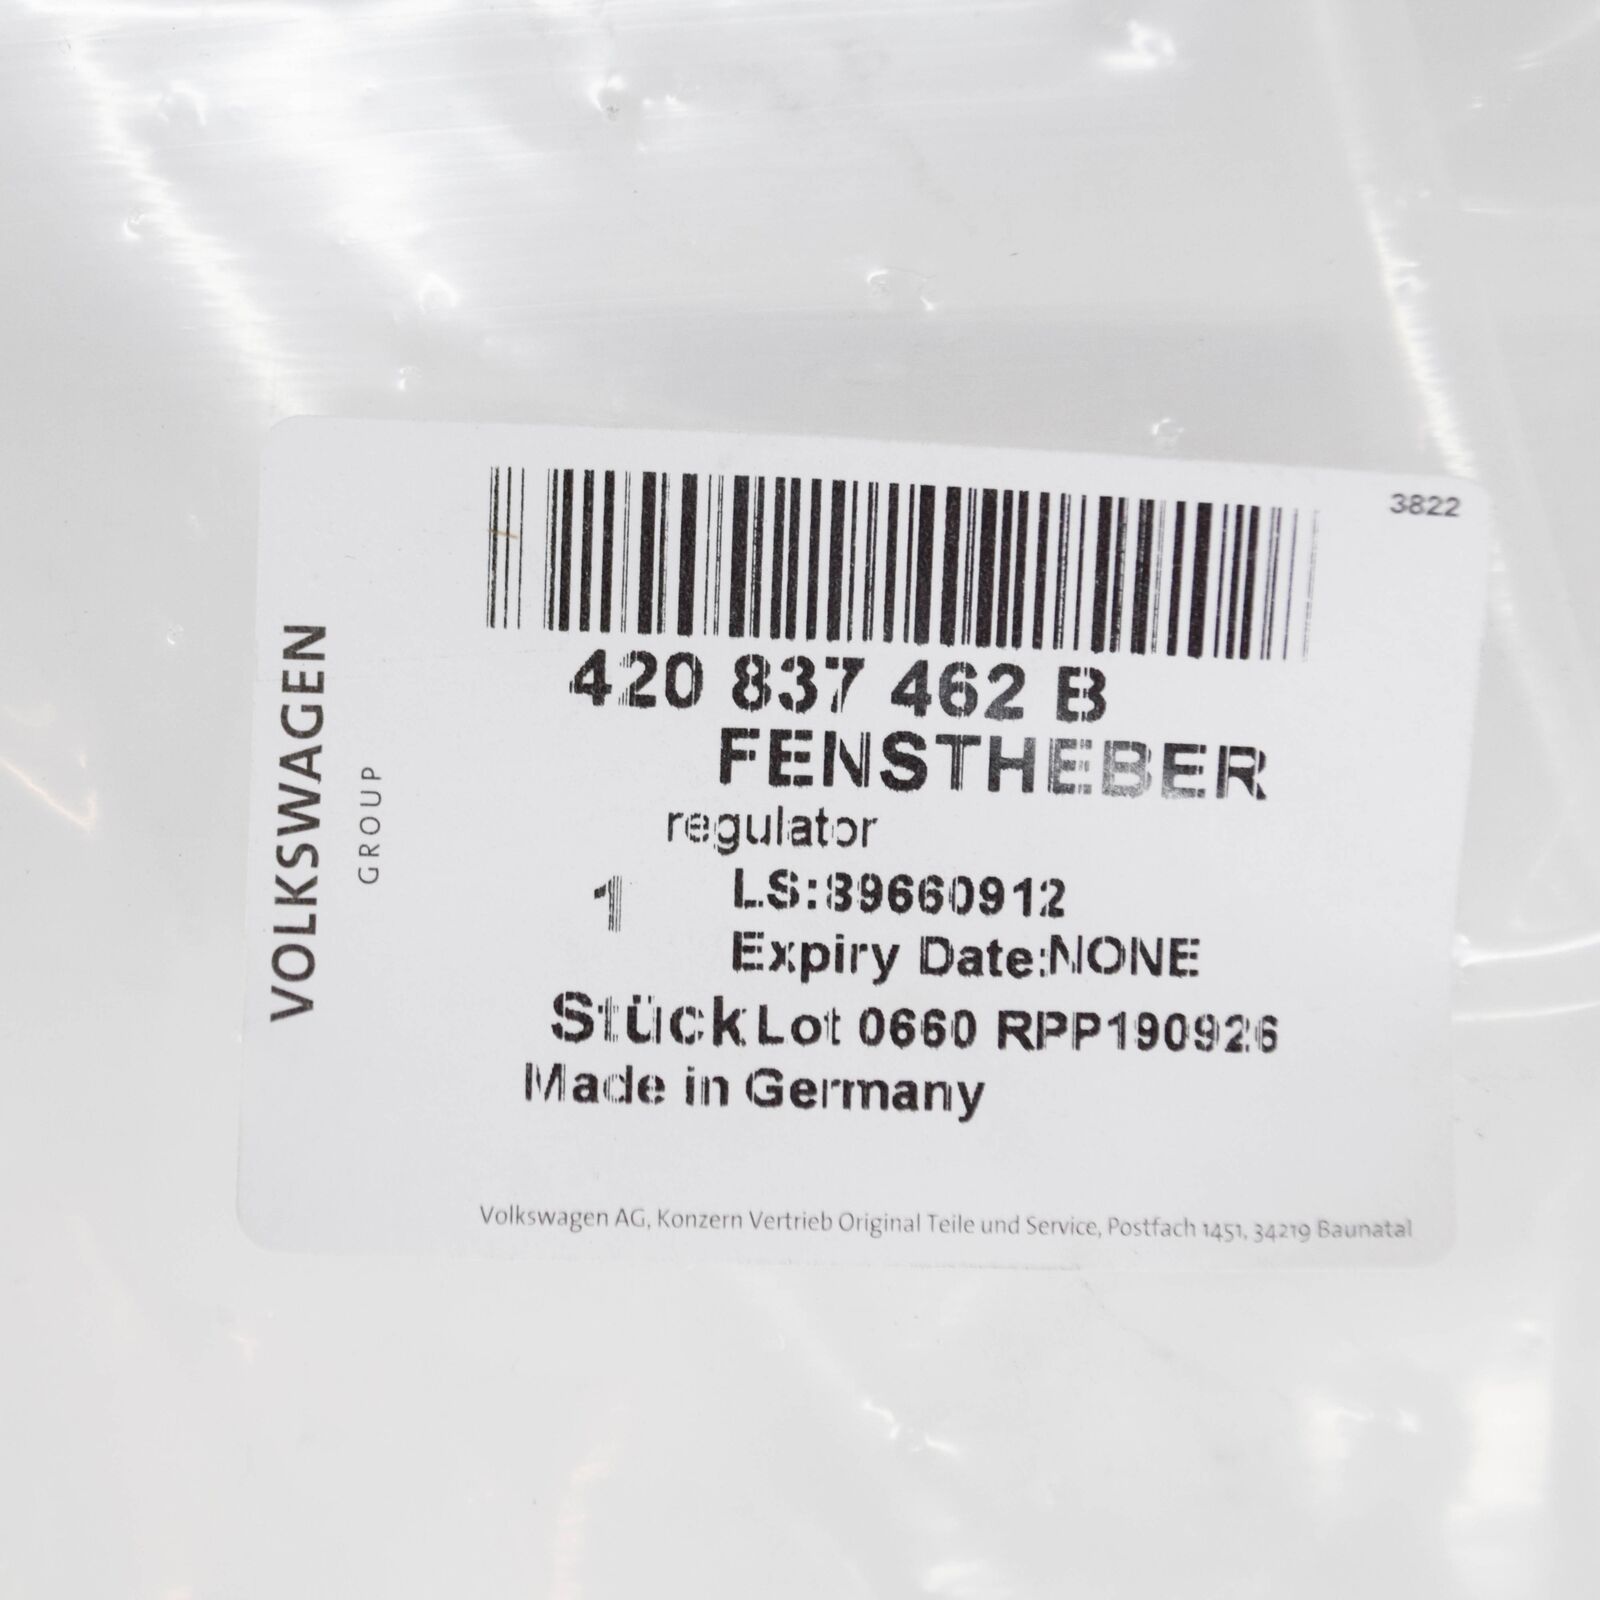 3822
VOLKSWAGEN
GROUP
420 837 462 B
FENSTHEBER
regulator
1 LS:89660912
Expiry Date:NONE
Stück Lot 0660 RPP190926
Made in Germany
Volkswagen AG, Konzern Vertrieb Original Teile und Service, Postfach 1451, 34219 Baunatal